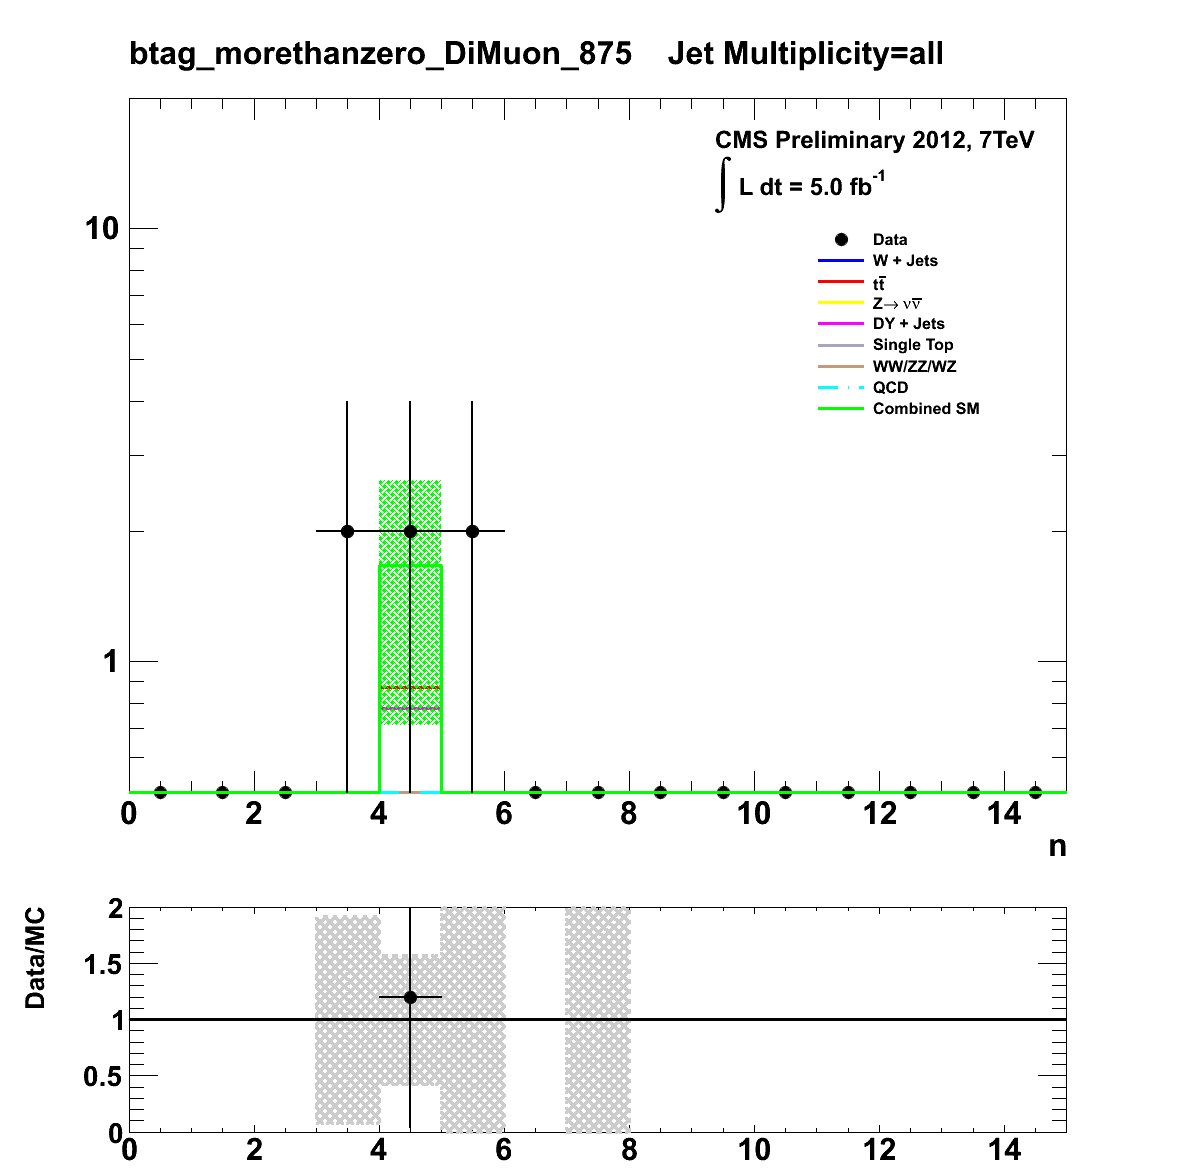 btag_morethanzero_DiMuon_875 Jet Multiplicity=all
CMS Preliminary 2012, 7TeV
∫ L dt = 5.0 fb⁻¹
Data
W + Jets
tt̅
Z→ νν̅
DY + Jets
Single Top
WW/ZZ/WZ
QCD
Combined SM
10
1
0 2 4 6 8 10 12 14
n
Data/MC
2
1.5
1
0.5
0
0 2 4 6 8 10 12 14